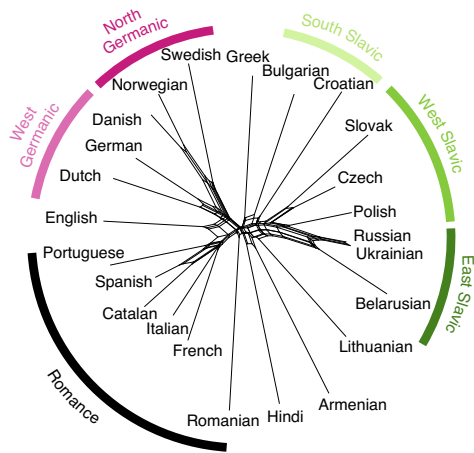 North
Germanic
South Slavic
Swedish
Greek
Bulgarian
Norwegian
Croatian
West
Germanic
West Slavic
Danish
Slovak
German
Dutch
Czech
English
Polish
Russian
Portuguese
Ukrainian
Spanish
East Slavic
Catalan
Belarusian
Italian
French
Lithuanian
Romance
Romanian
Hindi
Armenian